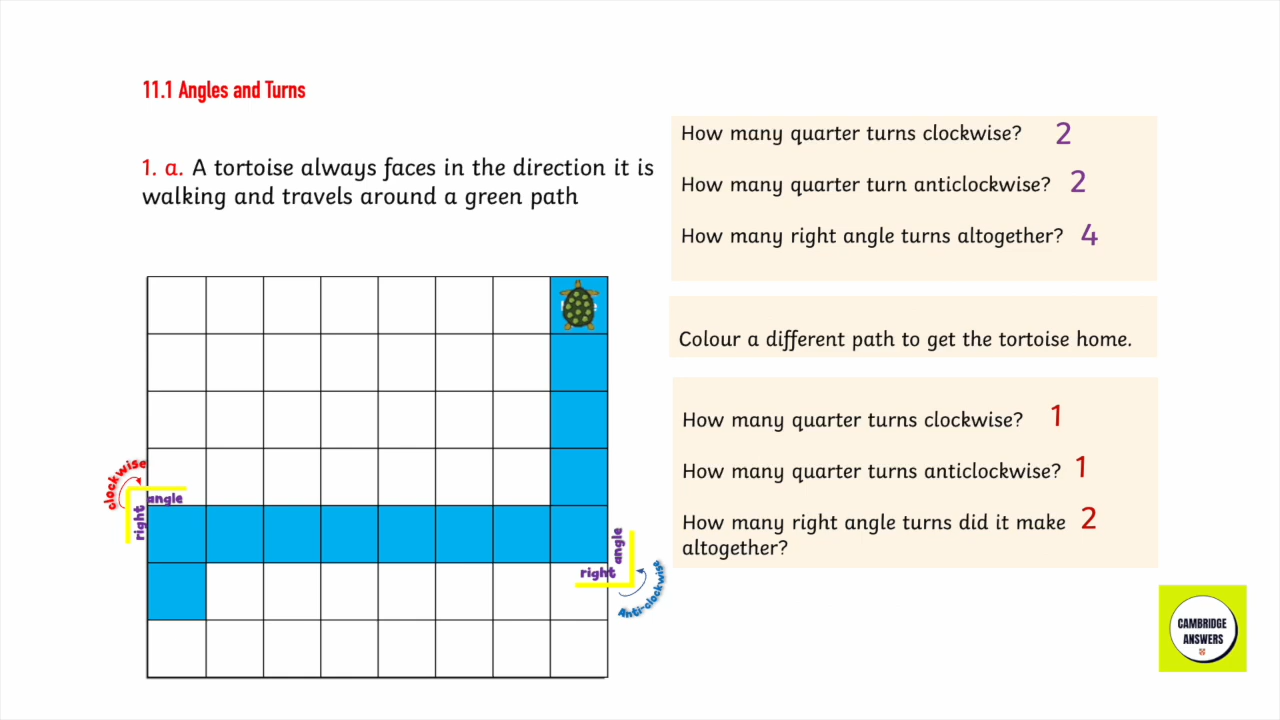 11.1 Angles and Turns
1. a. A tortoise always faces in the direction it is
walking and travels around a green path
clockwise
right angle
right angle
Anti-clockwise
How many quarter turns clockwise? 2
How many quarter turn anticlockwise? 2
How many right angle turns altogether? 4
Colour a different path to get the tortoise home.
How many quarter turns clockwise? 1
How many quarter turns anticlockwise? 1
How many right angle turns did it make 2
altogether?
CAMBRIDGE
ANSWERS